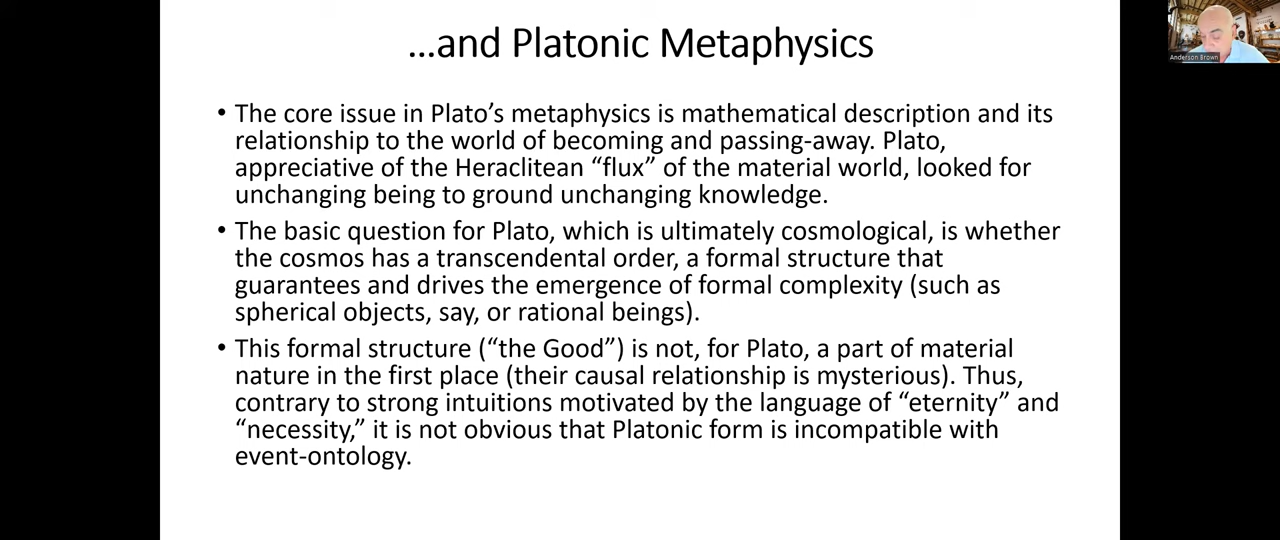 …and Platonic Metaphysics
• The core issue in Plato’s metaphysics is mathematical description and its
relationship to the world of becoming and passing-away. Plato,
appreciative of the Heraclitean “flux” of the material world, looked for
unchanging being to ground unchanging knowledge.
• The basic question for Plato, which is ultimately cosmological, is whether
the cosmos has a transcendental order, a formal structure that
guarantees and drives the emergence of formal complexity (such as
spherical objects, say, or rational beings).
• This formal structure (“the Good”) is not, for Plato, a part of material
nature in the first place (their causal relationship is mysterious). Thus,
contrary to strong intuitions motivated by the language of “eternity” and
“necessity,” it is not obvious that Platonic form is incompatible with
event-ontology.
Anderson Brown